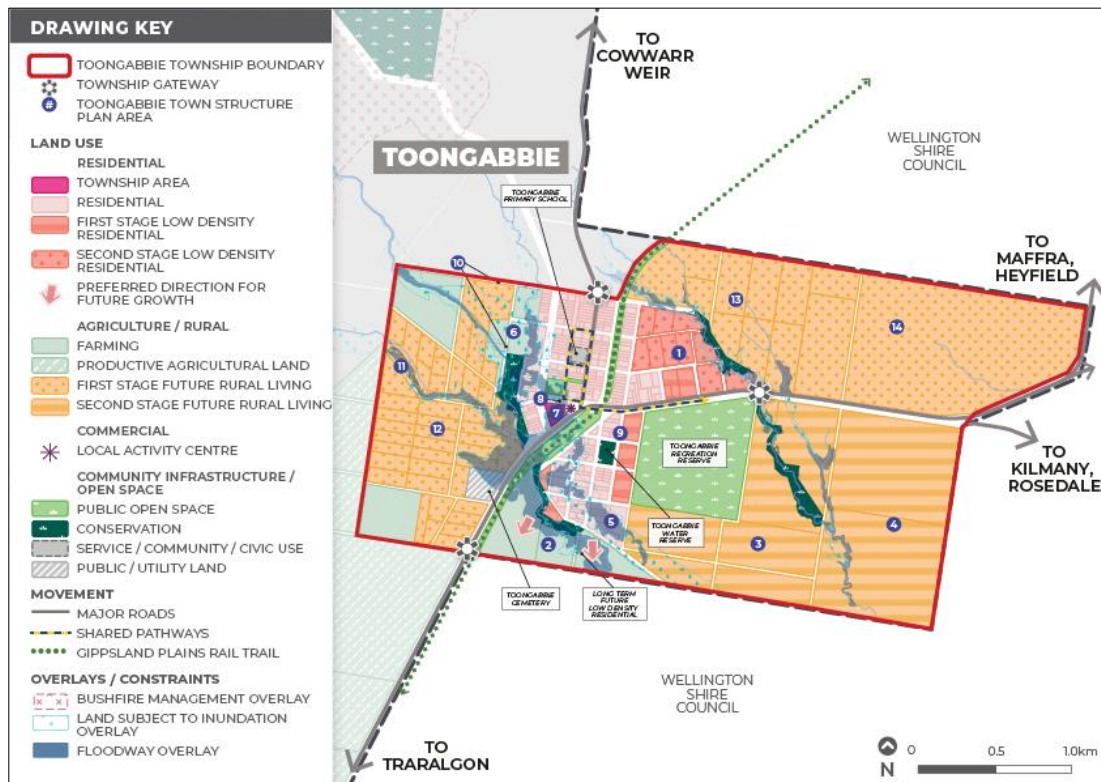 DRAWING KEY
TOONGABBIE TOWNSHIP BOUNDARY
TOWNSHIP GATEWAY
#
TOONGABBIE TOWN STRUCTURE
PLAN AREA
LAND USE
RESIDENTIAL
TOWNSHIP AREA
RESIDENTIAL
FIRST STAGE LOW DENSITY
RESIDENTIAL
SECOND STAGE LOW DENSITY
RESIDENTIAL
PREFERRED DIRECTION FOR
FUTURE GROWTH
AGRICULTURE / RURAL
FARMING
PRODUCTIVE AGRICULTURAL LAND
FIRST STAGE FUTURE RURAL LIVING
SECOND STAGE FUTURE RURAL LIVING
COMMERCIAL
LOCAL ACTIVITY CENTRE
COMMUNITY INFRASTRUCTURE /
OPEN SPACE
PUBLIC OPEN SPACE
CONSERVATION
SERVICE / COMMUNITY / CIVIC USE
PUBLIC / UTILITY LAND
MOVEMENT
MAJOR ROADS
SHARED PATHWAYS
GIPPSLAND PLAINS RAIL TRAIL
OVERLAYS / CONSTRAINTS
BUSHFIRE MANAGEMENT OVERLAY
LAND SUBJECT TO INUNDATION
OVERLAY
FLOODWAY OVERLAY
TO
COWWARR
WEIR
WELLINGTON
SHIRE
COUNCIL
TOONGABBIE
TOONGABBIE
PRIMARY SCHOOL
TO
MAFFRA,
HEYFIELD
10
13
14
6
1
11
8
7
12
9
TOONGABBIE
RECREATION
RESERVE
TO
KILMANY,
ROSEDALE
5
4
2
3
TOONGABBIE
WATER
RESERVE
TOONGABBIE
CEMETERY
LONG TERM
FUTURE
LOW DENSITY
RESIDENTIAL
WELLINGTON
SHIRE
COUNCIL
TO
TRARALGON
N
0 0.5 1.0km